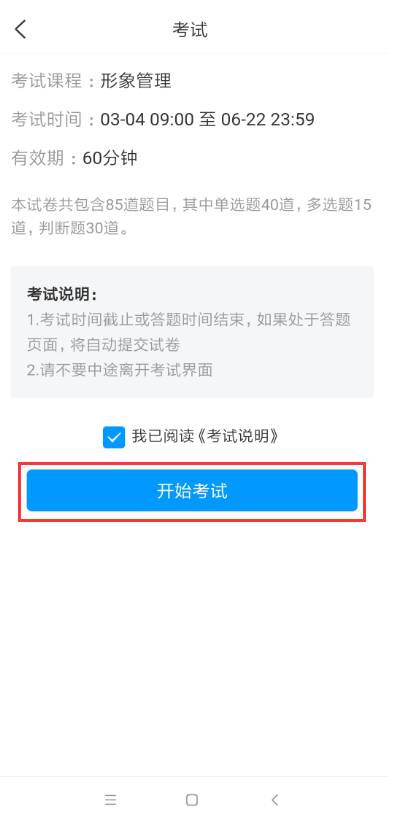 考试
考试课程：形象管理
考试时间：03-04 09:00 至 06-22 23:59
有效期：60分钟
本试卷共包含85道题目，其中单选题40道，多选题15
道，判断题30道。
考试说明：
1.考试时间截止或答题时间结束，如果处于答题
页面，将自动提交试卷
2.请不要中途离开考试界面
我已阅读《考试说明》
开始考试